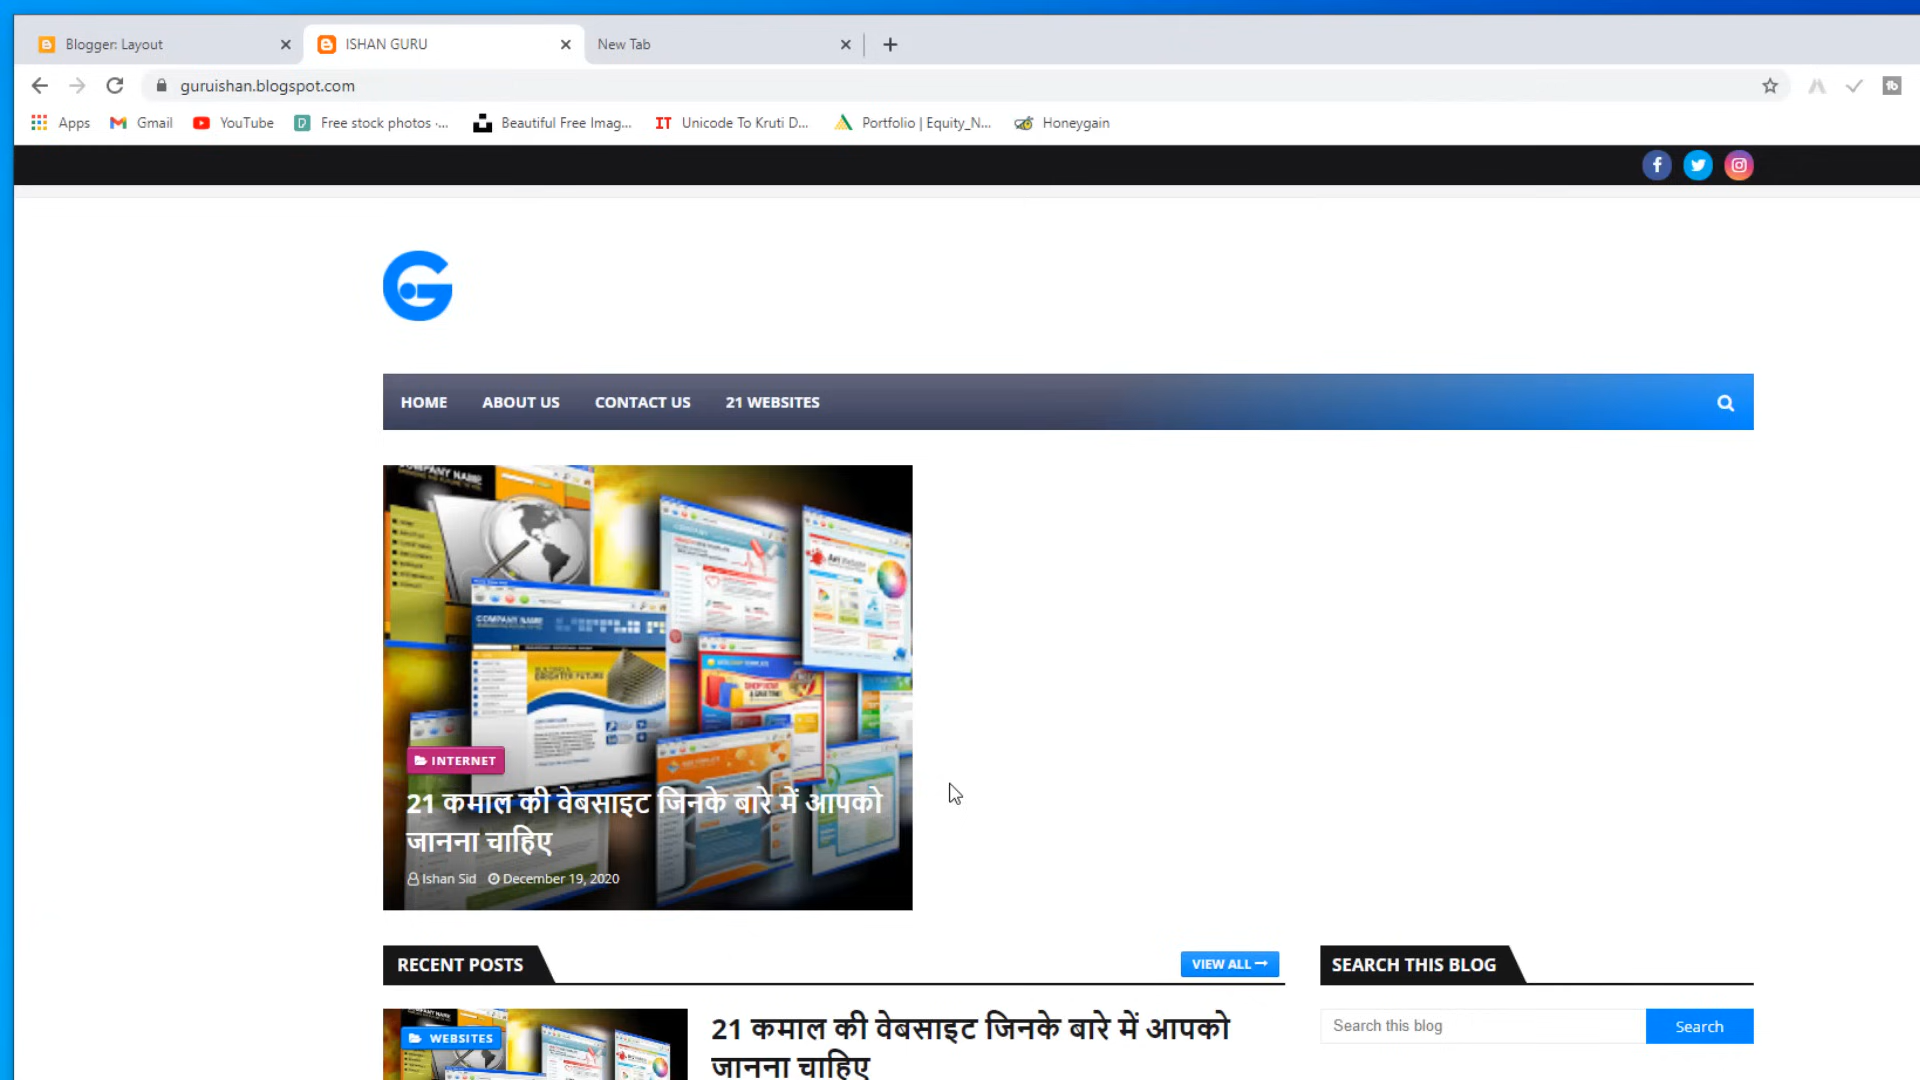 Blogger: Layout
ISHAN GURU
New Tab
guruishan.blogspot.com
Apps
Gmail
YouTube
Free stock photos ·...
Beautiful Free Imag...
IT Unicode To Kruti D...
Portfolio | Equity_N...
Honeygain
HOME ABOUT US CONTACT US 21 WEBSITES
COMPANY NAME
INTERNET
21 कमाल की वेबसाइट जिनके बारे में आपको
जानना चाहिए
Ishan Sid December 19, 2020
RECENT POSTS
VIEW ALL
SEARCH THIS BLOG
WEBSITES
21 कमाल की वेबसाइट जिनके बारे में आपको
जानना चाहिए
Search this blog
Search